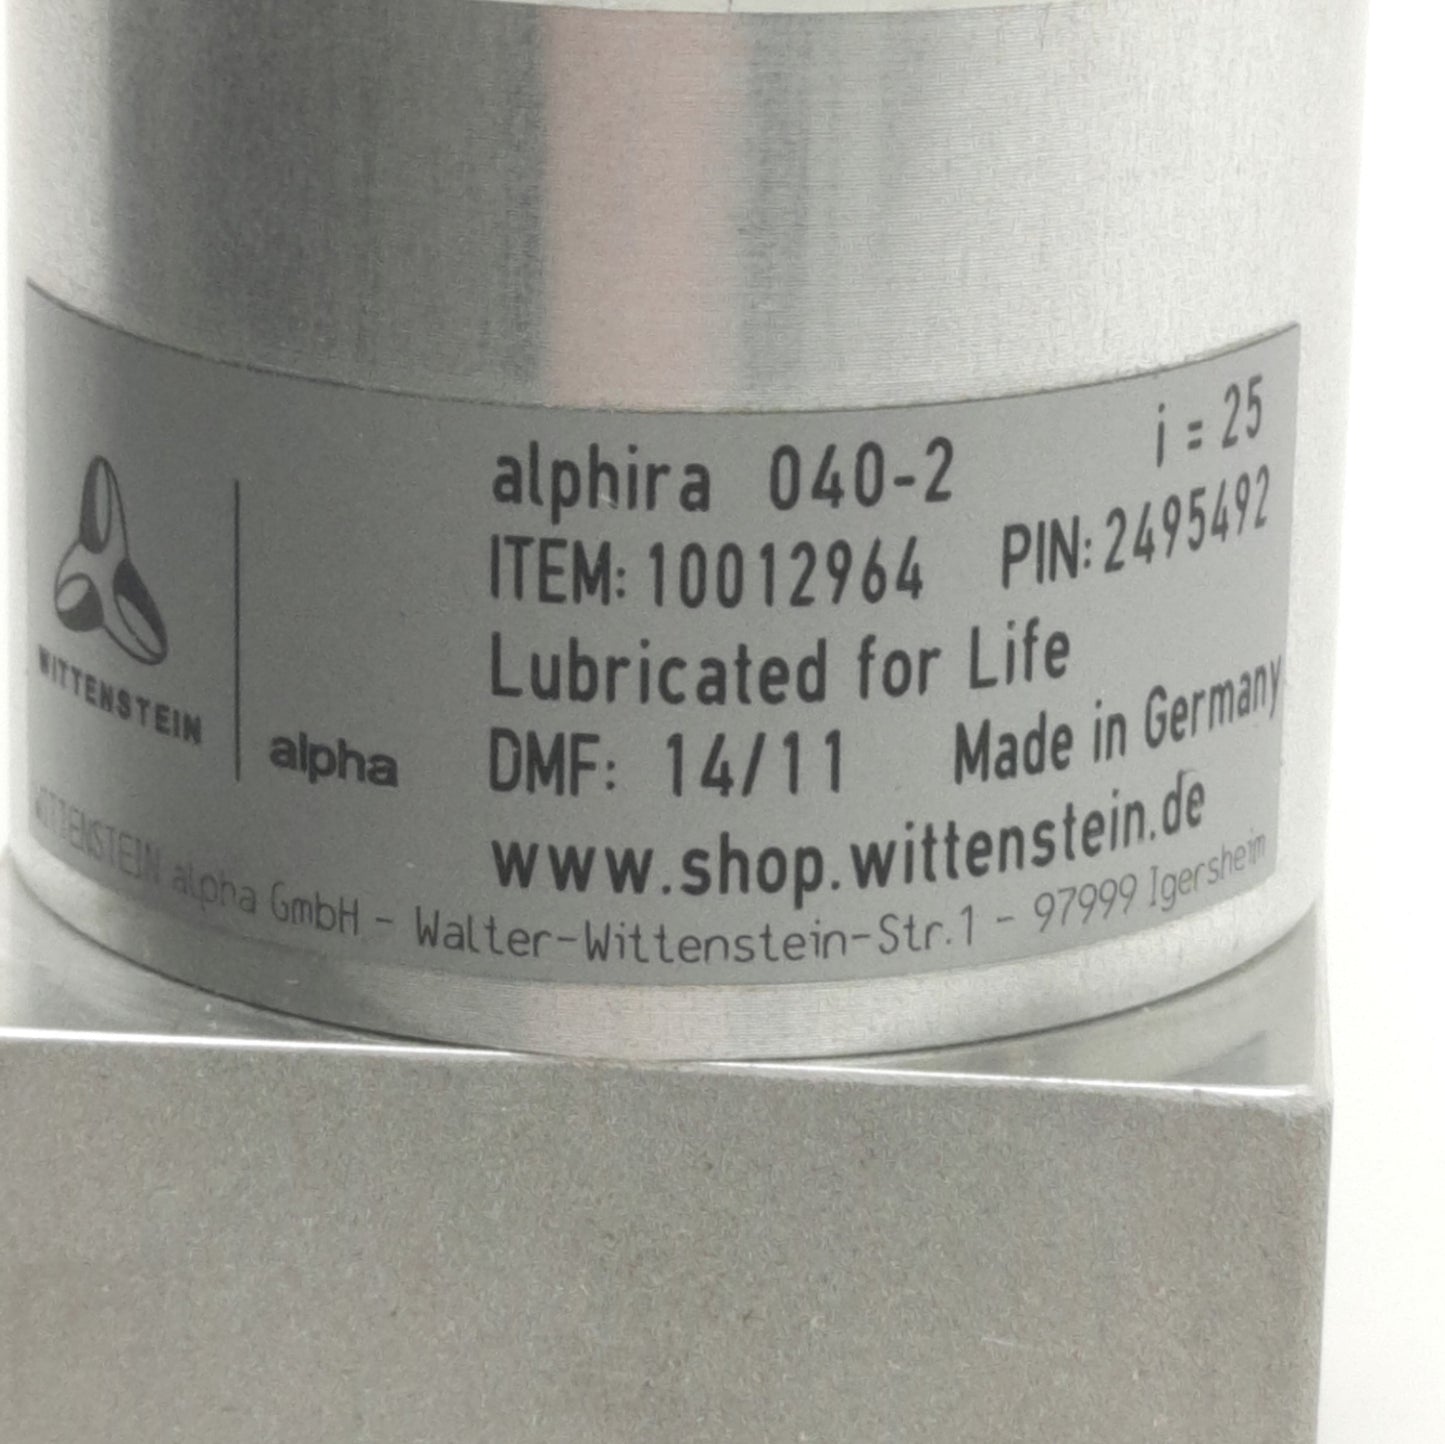 alphira 040-2 i = 25
ITEM: 10012964 PIN: 2495492
Lubricated for Life
DMF: 14/11 Made in Germany
www.shop.wittenstein.de
WITTENSTEIN
alpha
WITTENSTEIN alpha GmbH - Walter-Wittenstein-Str.1 - 97999 Igersheim